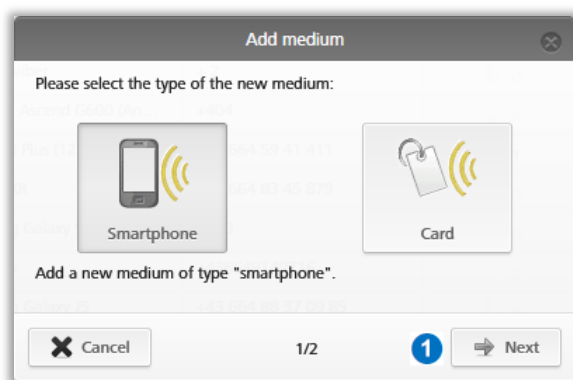 Add medium
Please select the type of the new medium:
Smartphone
Card
Add a new medium of type "smartphone".
Cancel
1/2
1
Next